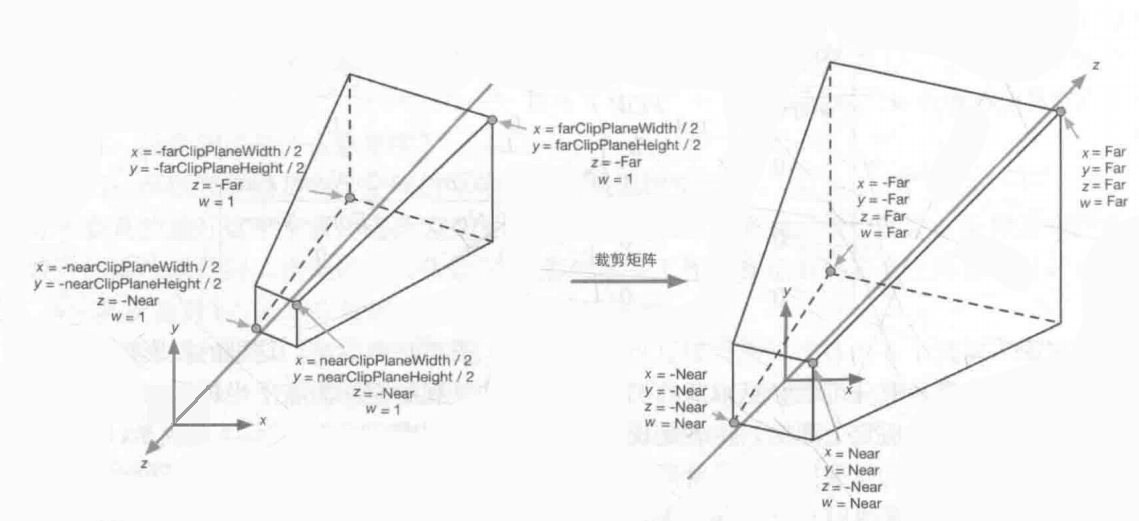 x = farClipPlaneWidth / 2
y = farClipPlaneHeight / 2
z = -Far
w = 1
x = -farClipPlaneWidth / 2
y = -farClipPlaneHeight / 2
z = -Far
w = 1
x = -nearClipPlaneWidth / 2
y = -nearClipPlaneHeight / 2
z = -Near
w = 1
y
x
z
x = nearClipPlaneWidth / 2
y = nearClipPlaneHeight / 2
z = -Near
w = 1
裁剪矩阵
z
x = Far
y = Far
z = Far
w = Far
x = -Far
y = -Far
z = Far
w = Far
y
x
x = -Near
y = -Near
z = -Near
w = Near
x = Near
y = Near
z = -Near
w = Near